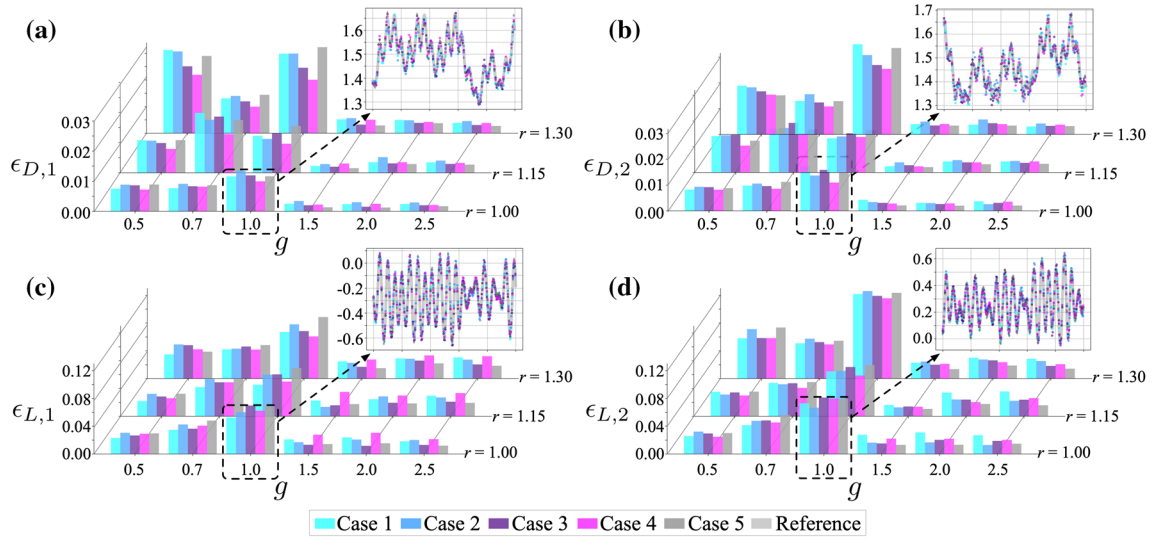 (a)
1.6
1.5
1.4
1.3
0.03
0.02
0.01
0.00
ϵD,1
r = 1.30
r = 1.15
r = 1.00
0.5 0.7 1.0 1.5 2.0 2.5
g
(b)
1.7
1.6
1.5
1.4
1.3
0.03
0.02
0.01
0.00
ϵD,2
r = 1.30
r = 1.15
r = 1.00
0.5 0.7 1.0 1.5 2.0 2.5
g
(c)
0.0
-0.2
-0.4
-0.6
0.12
0.08
0.04
0.00
ϵL,1
r = 1.30
r = 1.15
r = 1.00
0.5 0.7 1.0 1.5 2.0 2.5
g
(d)
0.6
0.4
0.2
0.0
0.12
0.08
0.04
0.00
ϵL,2
r = 1.30
r = 1.15
r = 1.00
0.5 0.7 1.0 1.5 2.0 2.5
g
Case 1 Case 2 Case 3 Case 4 Case 5 Reference